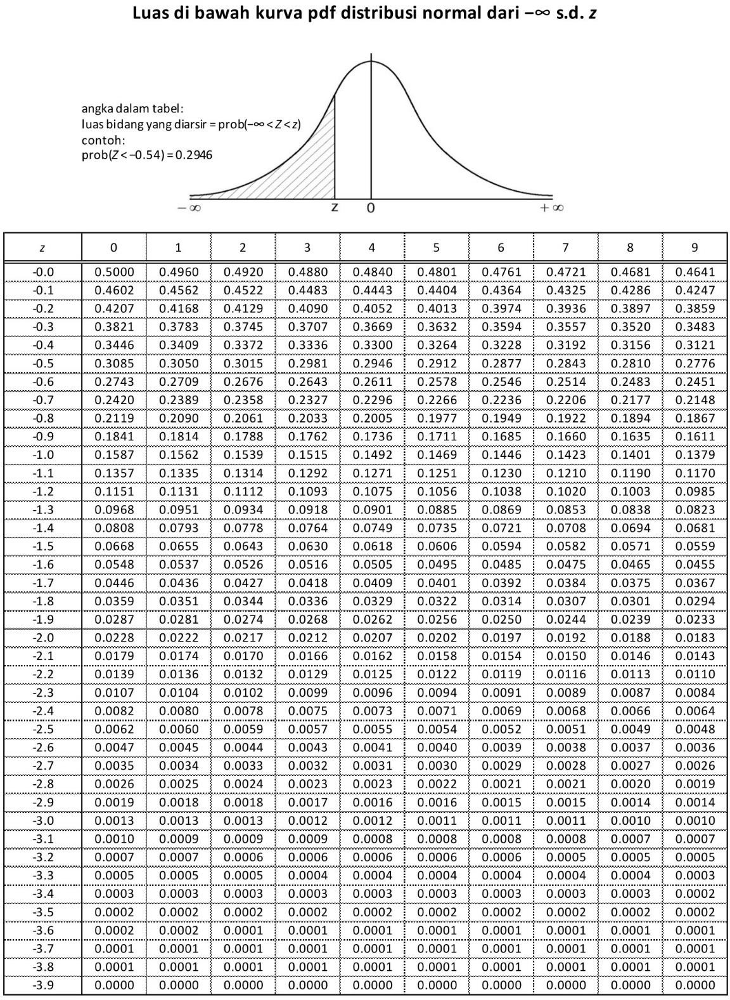 Luas di bawah kurva pdf distribusi normal dari −∞ s.d. z
angka dalam tabel:
luas bidang yang diarsir = prob(−∞ < Z < z)
contoh:
prob(Z < −0.54) = 0.2946
− ∞ z 0 + ∞
z 0 1 2 3 4 5 6 7 8 9
-0.0 0.5000 0.4960 0.4920 0.4880 0.4840 0.4801 0.4761 0.4721 0.4681 0.4641
-0.1 0.4602 0.4562 0.4522 0.4483 0.4443 0.4404 0.4364 0.4325 0.4286 0.4247
-0.2 0.4207 0.4168 0.4129 0.4090 0.4052 0.4013 0.3974 0.3936 0.3897 0.3859
-0.3 0.3821 0.3783 0.3745 0.3707 0.3669 0.3632 0.3594 0.3557 0.3520 0.3483
-0.4 0.3446 0.3409 0.3372 0.3336 0.3300 0.3264 0.3228 0.3192 0.3156 0.3121
-0.5 0.3085 0.3050 0.3015 0.2981 0.2946 0.2912 0.2877 0.2843 0.2810 0.2776
-0.6 0.2743 0.2709 0.2676 0.2643 0.2611 0.2578 0.2546 0.2514 0.2483 0.2451
-0.7 0.2420 0.2389 0.2358 0.2327 0.2296 0.2266 0.2236 0.2206 0.2177 0.2148
-0.8 0.2119 0.2090 0.2061 0.2033 0.2005 0.1977 0.1949 0.1922 0.1894 0.1867
-0.9 0.1841 0.1814 0.1788 0.1762 0.1736 0.1711 0.1685 0.1660 0.1635 0.1611
-1.0 0.1587 0.1562 0.1539 0.1515 0.1492 0.1469 0.1446 0.1423 0.1401 0.1379
-1.1 0.1357 0.1335 0.1314 0.1292 0.1271 0.1251 0.1230 0.1210 0.1190 0.1170
-1.2 0.1151 0.1131 0.1112 0.1093 0.1075 0.1056 0.1038 0.1020 0.1003 0.0985
-1.3 0.0968 0.0951 0.0934 0.0918 0.0901 0.0885 0.0869 0.0853 0.0838 0.0823
-1.4 0.0808 0.0793 0.0778 0.0764 0.0749 0.0735 0.0721 0.0708 0.0694 0.0681
-1.5 0.0668 0.0655 0.0643 0.0630 0.0618 0.0606 0.0594 0.0582 0.0571 0.0559
-1.6 0.0548 0.0537 0.0526 0.0516 0.0505 0.0495 0.0485 0.0475 0.0465 0.0455
-1.7 0.0446 0.0436 0.0427 0.0418 0.0409 0.0401 0.0392 0.0384 0.0375 0.0367
-1.8 0.0359 0.0351 0.0344 0.0336 0.0329 0.0322 0.0314 0.0307 0.0301 0.0294
-1.9 0.0287 0.0281 0.0274 0.0268 0.0262 0.0256 0.0250 0.0244 0.0239 0.0233
-2.0 0.0228 0.0222 0.0217 0.0212 0.0207 0.0202 0.0197 0.0192 0.0188 0.0183
-2.1 0.0179 0.0174 0.0170 0.0166 0.0162 0.0158 0.0154 0.0150 0.0146 0.0143
-2.2 0.0139 0.0136 0.0132 0.0129 0.0125 0.0122 0.0119 0.0116 0.0113 0.0110
-2.3 0.0107 0.0104 0.0102 0.0099 0.0096 0.0094 0.0091 0.0089 0.0087 0.0084
-2.4 0.0082 0.0080 0.0078 0.0075 0.0073 0.0071 0.0069 0.0068 0.0066 0.0064
-2.5 0.0062 0.0060 0.0059 0.0057 0.0055 0.0054 0.0052 0.0051 0.0049 0.0048
-2.6 0.0047 0.0045 0.0044 0.0043 0.0041 0.0040 0.0039 0.0038 0.0037 0.0036
-2.7 0.0035 0.0034 0.0033 0.0032 0.0031 0.0030 0.0029 0.0028 0.0027 0.0026
-2.8 0.0026 0.0025 0.0024 0.0023 0.0023 0.0022 0.0021 0.0021 0.0020 0.0019
-2.9 0.0019 0.0018 0.0018 0.0017 0.0016 0.0016 0.0015 0.0015 0.0014 0.0014
-3.0 0.0013 0.0013 0.0013 0.0012 0.0012 0.0011 0.0011 0.0011 0.0010 0.0010
-3.1 0.0010 0.0009 0.0009 0.0009 0.0008 0.0008 0.0008 0.0008 0.0007 0.0007
-3.2 0.0007 0.0007 0.0006 0.0006 0.0006 0.0006 0.0006 0.0005 0.0005 0.0005
-3.3 0.0005 0.0005 0.0005 0.0004 0.0004 0.0004 0.0004 0.0004 0.0004 0.0003
-3.4 0.0003 0.0003 0.0003 0.0003 0.0003 0.0003 0.0003 0.0003 0.0003 0.0002
-3.5 0.0002 0.0002 0.0002 0.0002 0.0002 0.0002 0.0002 0.0002 0.0002 0.0002
-3.6 0.0002 0.0002 0.0001 0.0001 0.0001 0.0001 0.0001 0.0001 0.0001 0.0001
-3.7 0.0001 0.0001 0.0001 0.0001 0.0001 0.0001 0.0001 0.0001 0.0001 0.0001
-3.8 0.0001 0.0001 0.0001 0.0001 0.0001 0.0001 0.0001 0.0001 0.0001 0.0001
-3.9 0.0000 0.0000 0.0000 0.0000 0.0000 0.0000 0.0000 0.0000 0.0000 0.0000